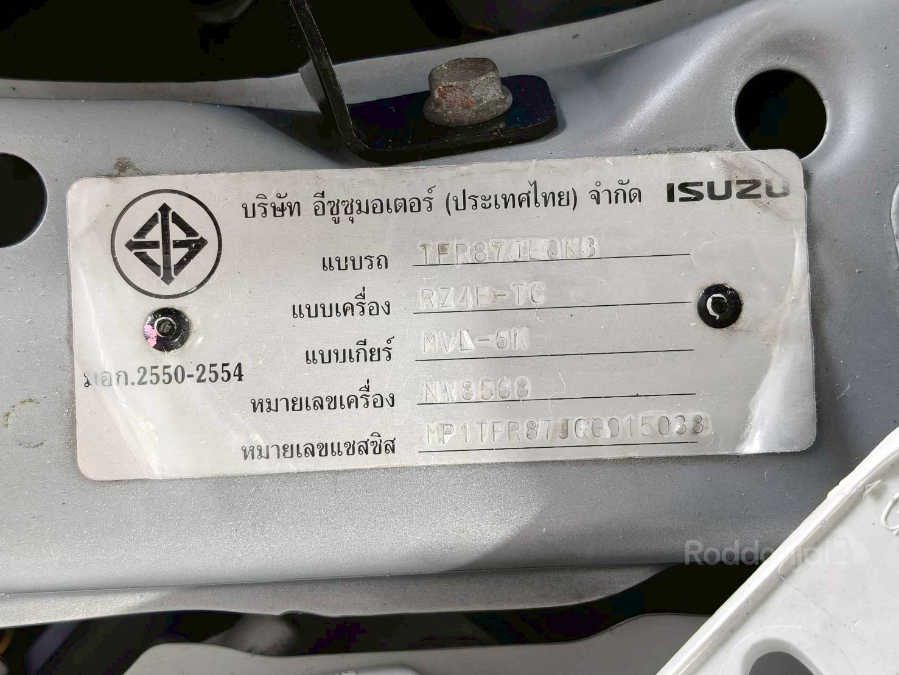 บริษัท อีซูซุมอเตอร์ (ประเทศไทย) จำกัด ISUZU
แบบรถ
แบบเครื่อง RZ4E-TC
แบบเกียร์ MVL-6N
มอก.2550-2554
หมายเลขเครื่อง NW8568
หมายเลขแชสซิส